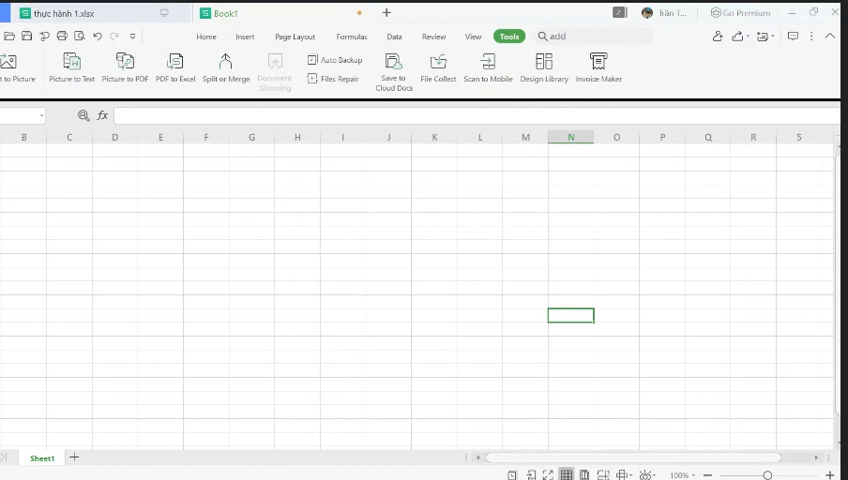 thực hành 1.xlsx
Book1
2
Trần T...
Go Premium
Home Insert Page Layout Formulas Data Review View Tools add
to Picture
Picture to Text
Picture to PDF
PDF to Excel
Split or Merge
Document Slimming
Auto Backup
Files Repair
Save to Cloud Docs
File Collect
Scan to Mobile
Design Library
Invoice Maker
fx
B C D E F G H I J K L M N O P Q R S
Sheet1
100%